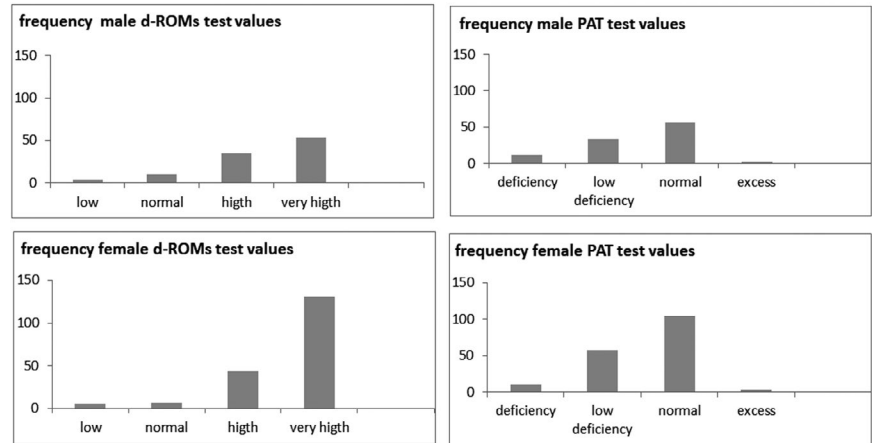 frequency male d-ROMs test values
150
100
50
0
low normal higth very higth
frequency male PAT test values
150
100
50
0
deficiency low normal excess
deficiency
frequency female d-ROMs test values
150
100
50
0
low normal higth very higth
frequency female PAT test values
150
100
50
0
deficiency low normal excess
deficiency